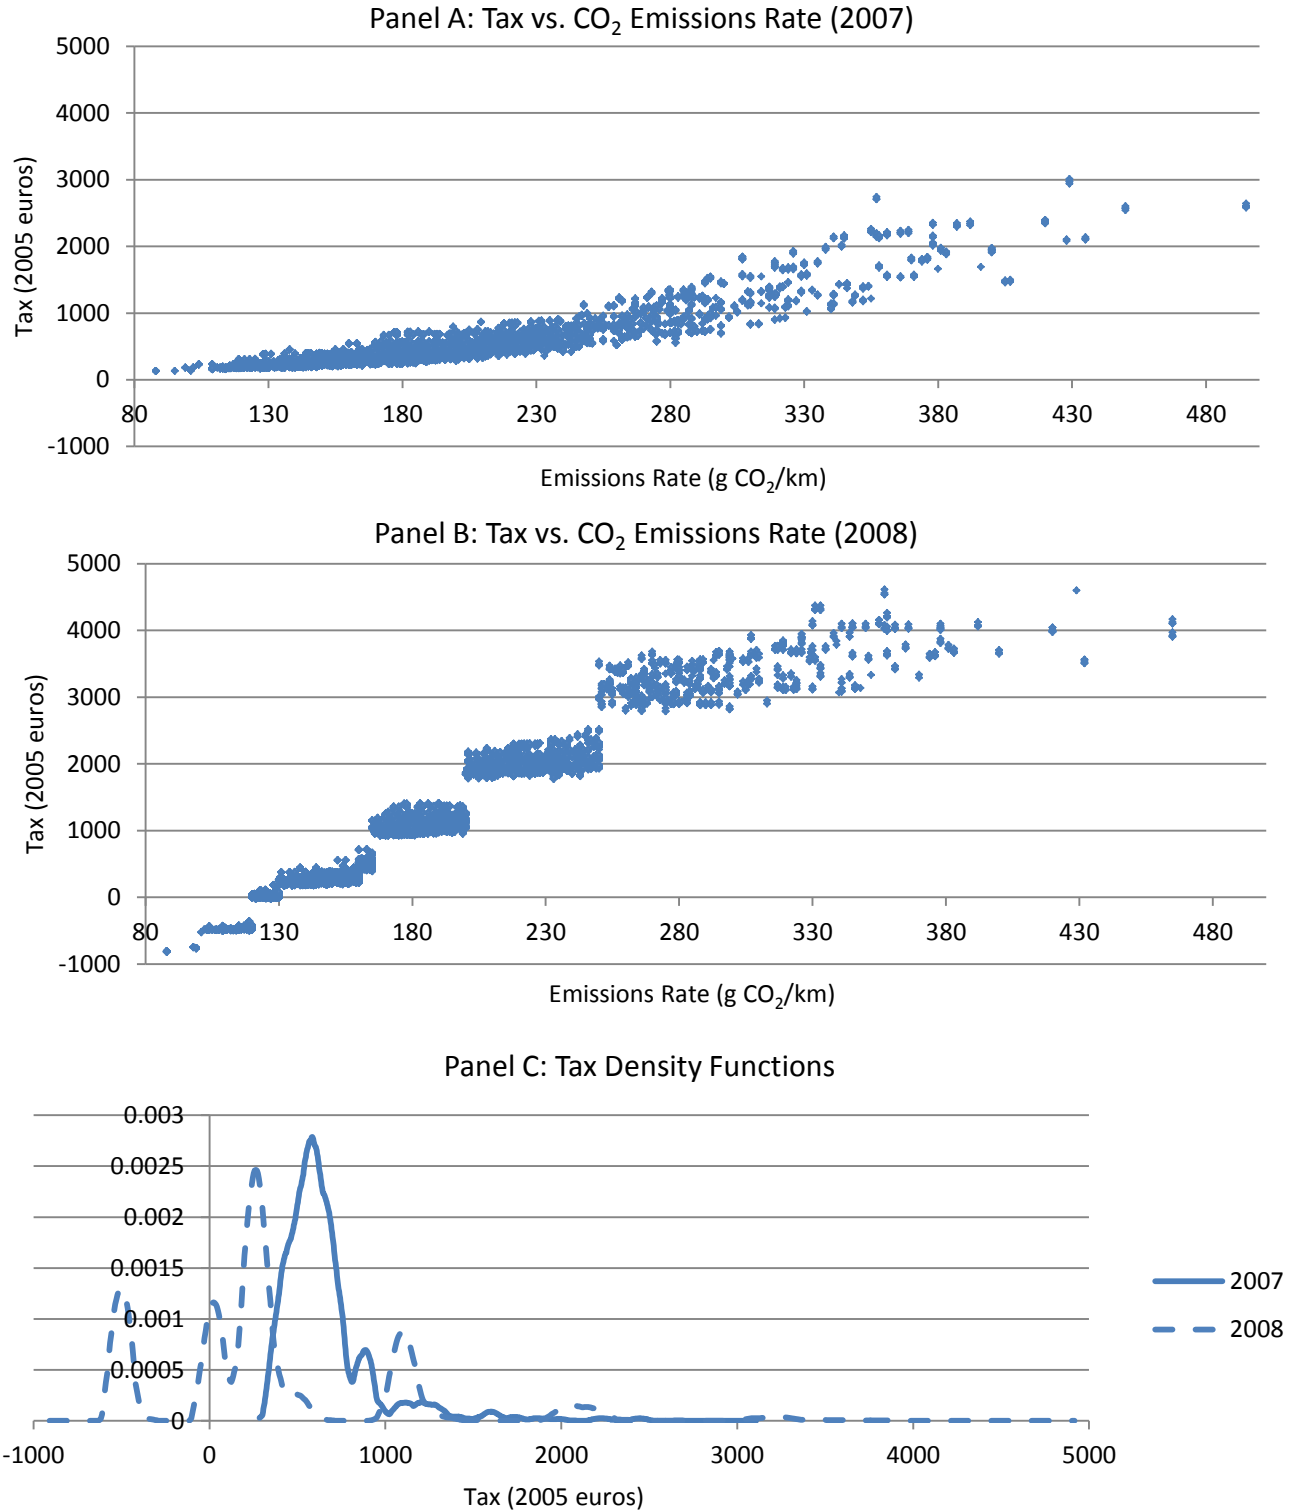 Panel A: Tax vs. CO₂ Emissions Rate (2007)
5000
4000
3000
2000
1000
0
-1000
Tax (2005 euros)
80 130 180 230 280 330 380 430 480
Emissions Rate (g CO₂/km)
Panel B: Tax vs. CO₂ Emissions Rate (2008)
5000
4000
3000
2000
1000
0
-1000
Tax (2005 euros)
80 130 180 230 280 330 380 430 480
Emissions Rate (g CO₂/km)
Panel C: Tax Density Functions
0.003
0.0025
0.002
0.0015
0.001
0.0005
0
2007
2008
-1000 0 1000 2000 3000 4000 5000
Tax (2005 euros)